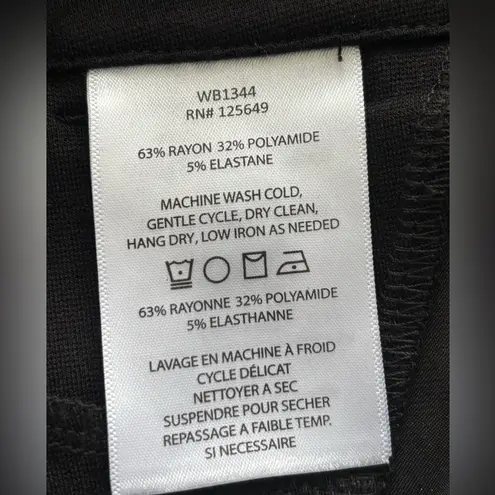 WB1344
RN# 125649
63% RAYON 32% POLYAMIDE
5% ELASTANE
MACHINE WASH COLD,
GENTLE CYCLE, DRY CLEAN,
HANG DRY, LOW IRON AS NEEDED
63% RAYONNE 32% POLYAMIDE
5% ELASTHANNE
LAVAGE EN MACHINE À FROID
CYCLE DÉLICAT
NETTOYER A SEC
SUSPENDRE POUR SECHER
REPASSAGE A FAIBLE TEMP.
SI NECESSAIRE